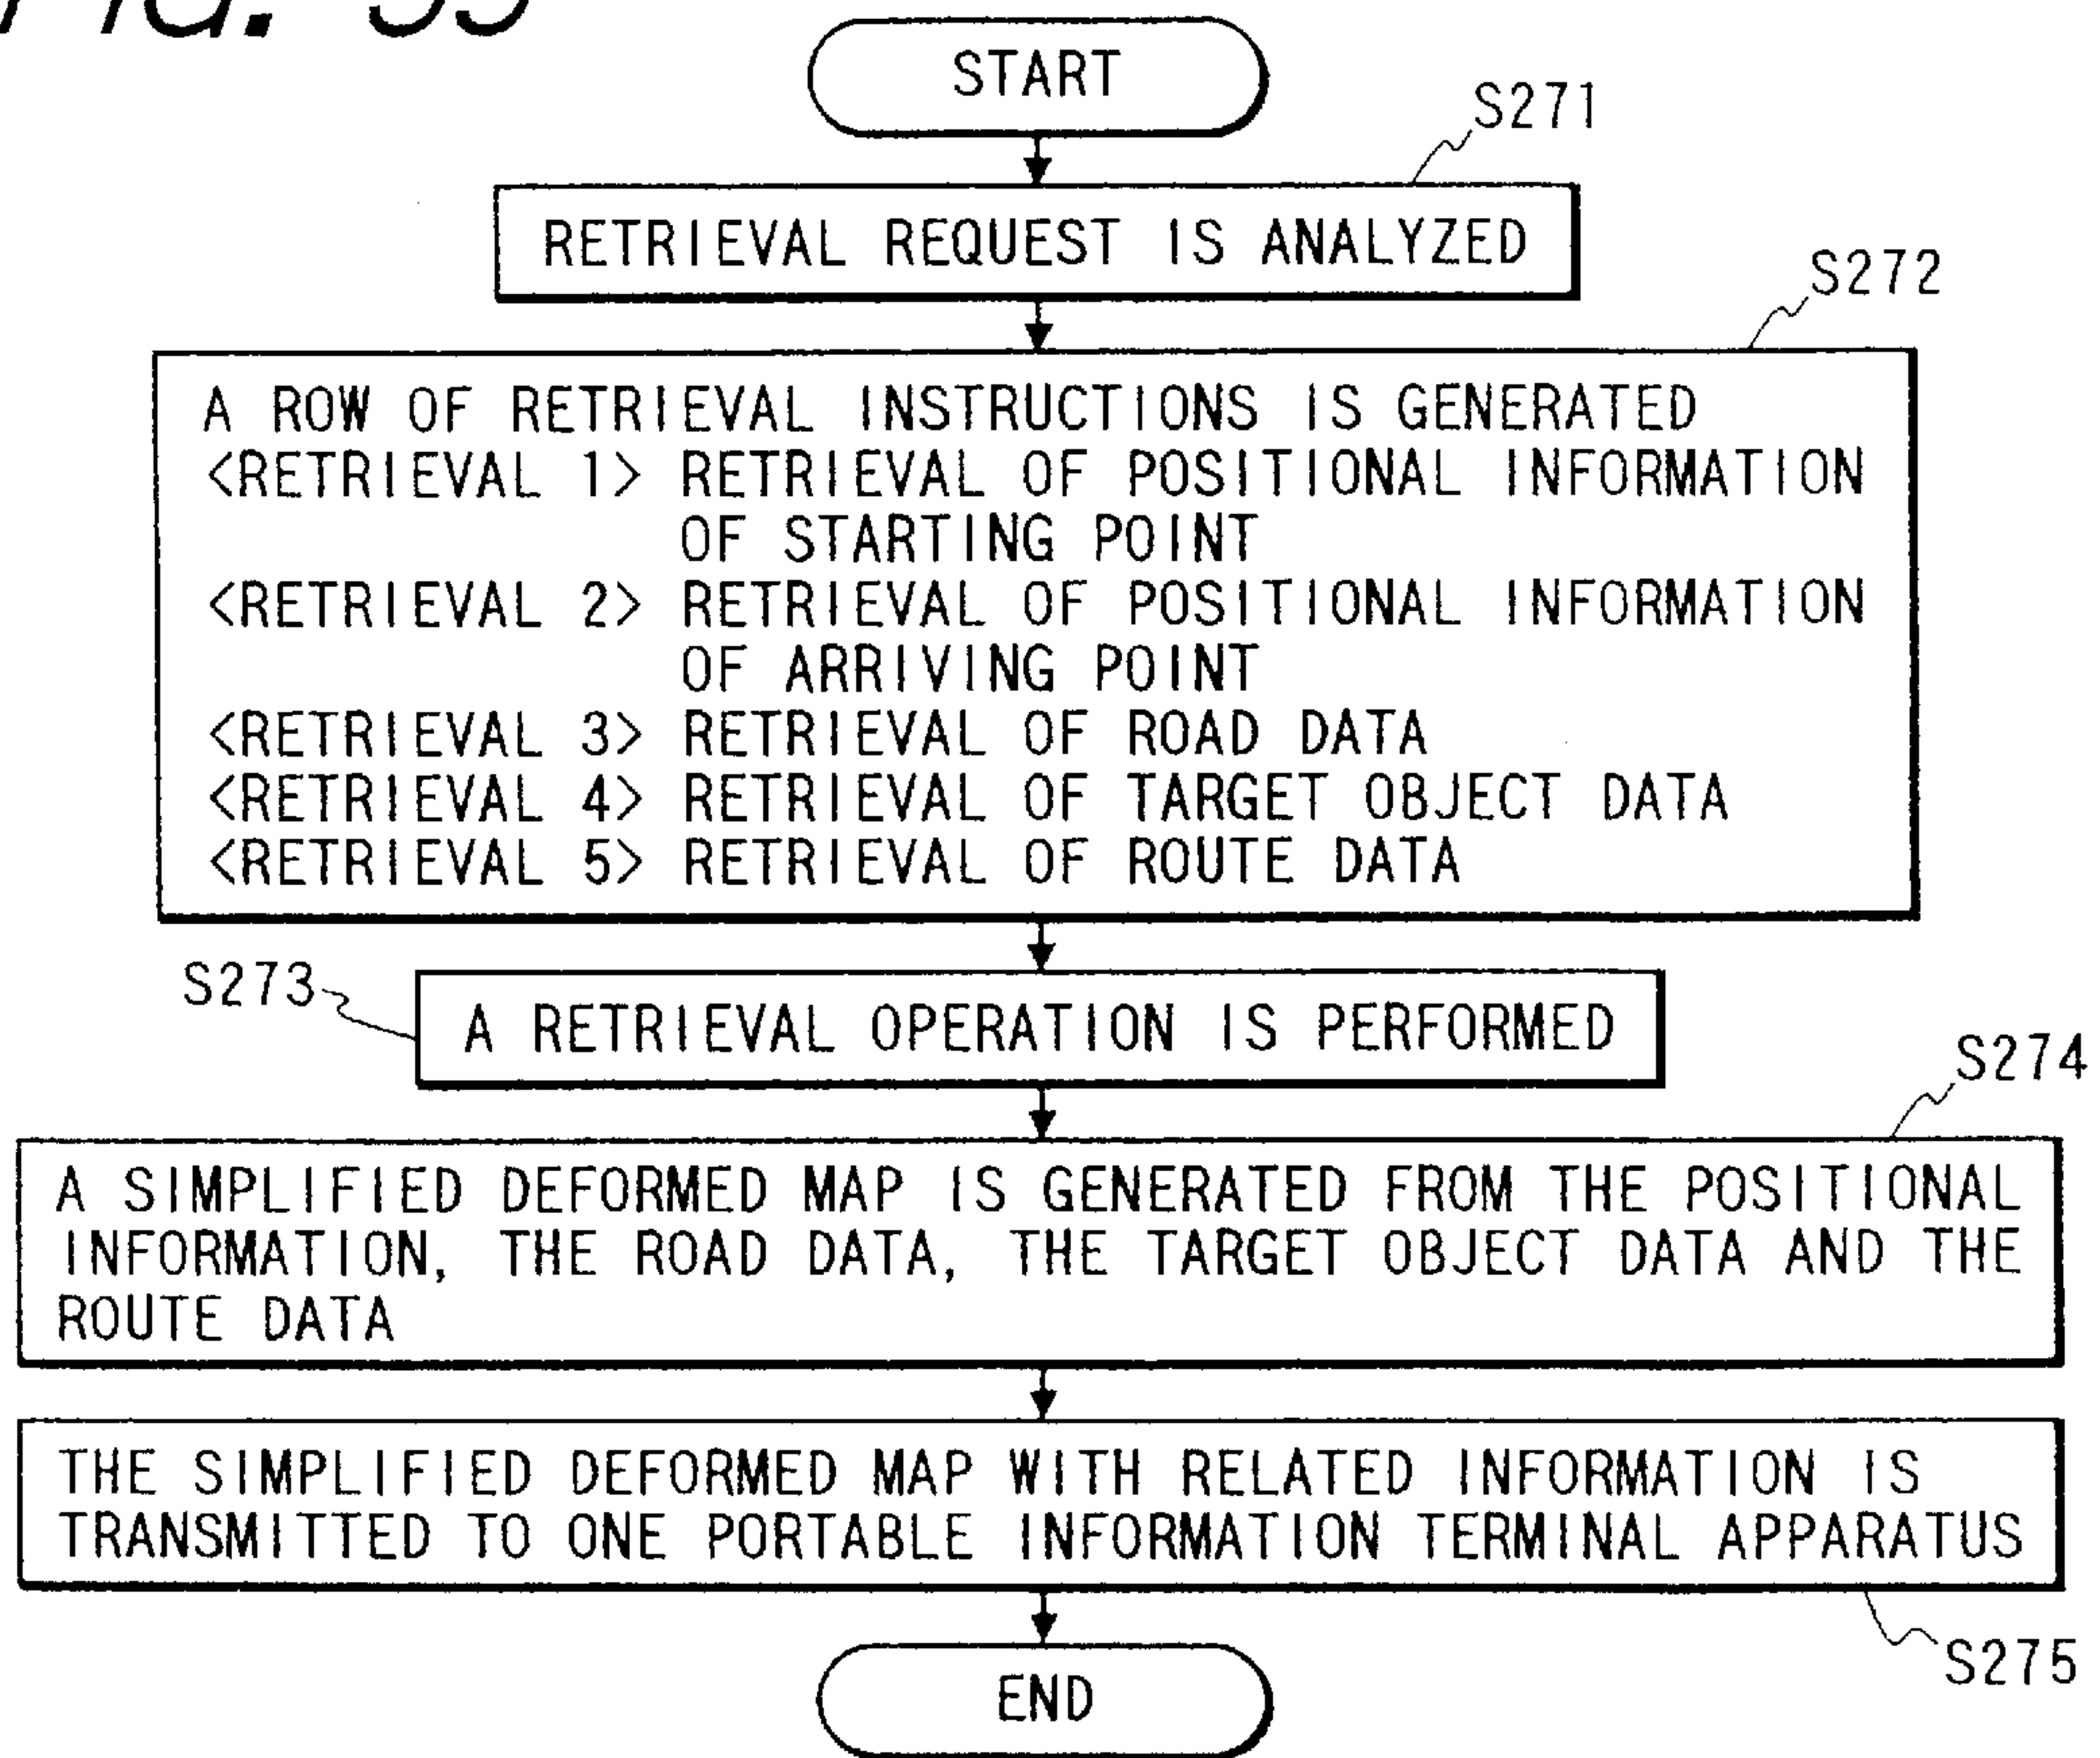 FIG.
START
S271
RETRIEVAL REQUEST IS ANALYZED
S272
A ROW OF RETRIEVAL INSTRUCTIONS IS GENERATED
<RETRIEVAL 1> RETRIEVAL OF POSITIONAL INFORMATION
OF STARTING POINT
<RETRIEVAL 2> RETRIEVAL OF POSITIONAL INFORMATION
OF ARRIVING POINT
<RETRIEVAL 3> RETRIEVAL OF ROAD DATA
<RETRIEVAL 4> RETRIEVAL OF TARGET OBJECT DATA
<RETRIEVAL 5> RETRIEVAL OF ROUTE DATA
S273
A RETRIEVAL OPERATION IS PERFORMED
S274
A SIMPLIFIED DEFORMED MAP IS GENERATED FROM THE POSITIONAL
INFORMATION, THE ROAD DATA, THE TARGET OBJECT DATA AND THE
ROUTE DATA
THE SIMPLIFIED DEFORMED MAP WITH RELATED INFORMATION IS
TRANSMITTED TO ONE PORTABLE INFORMATION TERMINAL APPARATUS
S275
END